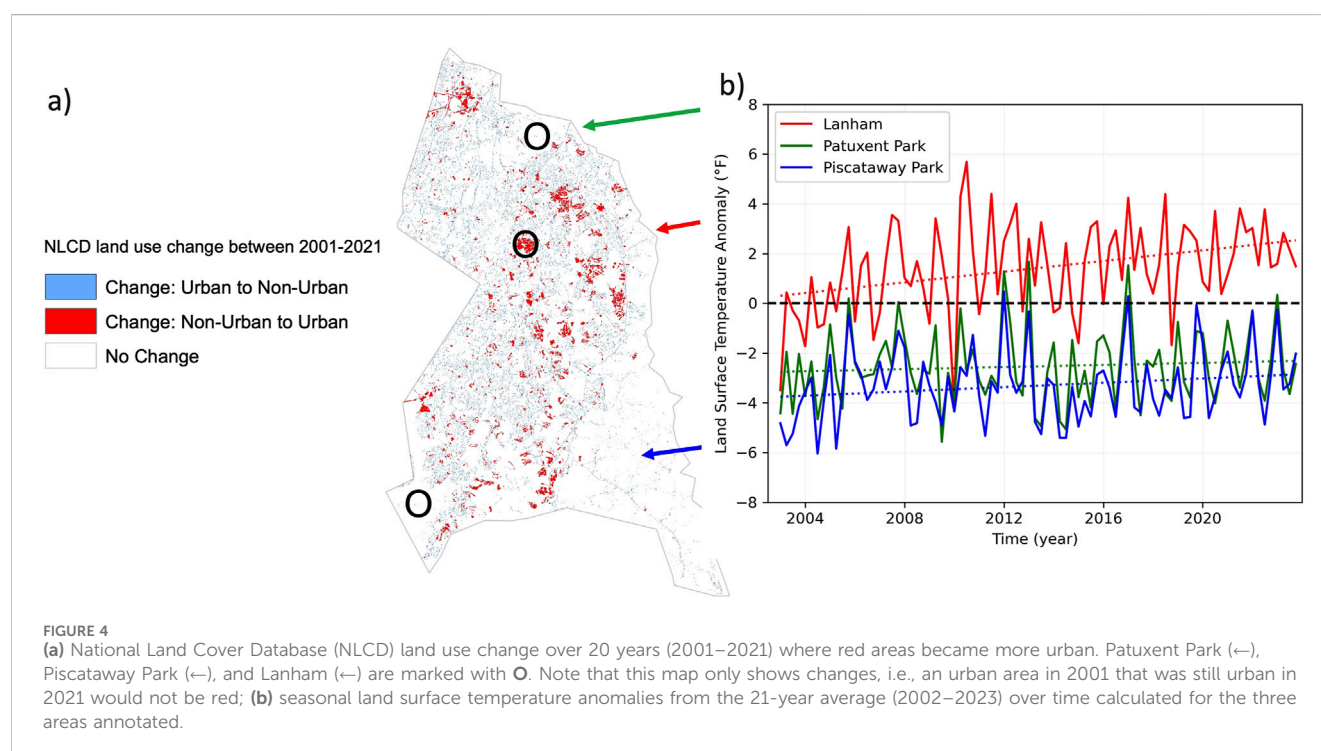 a)
O
O
O
NLCD land use change between 2001-2021
Change: Urban to Non-Urban
Change: Non-Urban to Urban
No Change
b)
Lanham
Patuxent Park
Piscataway Park
Land Surface Temperature Anomaly (°F)
8
6
4
2
0
−2
−4
−6
−8
2004 2008 2012 2016 2020
Time (year)
FIGURE 4
(a) National Land Cover Database (NLCD) land use change over 20 years (2001–2021) where red areas became more urban. Patuxent Park (←),
Piscataway Park (←), and Lanham (←) are marked with O. Note that this map only shows changes, i.e., an urban area in 2001 that was still urban in
2021 would not be red; (b) seasonal land surface temperature anomalies from the 21-year average (2002–2023) over time calculated for the three
areas annotated.